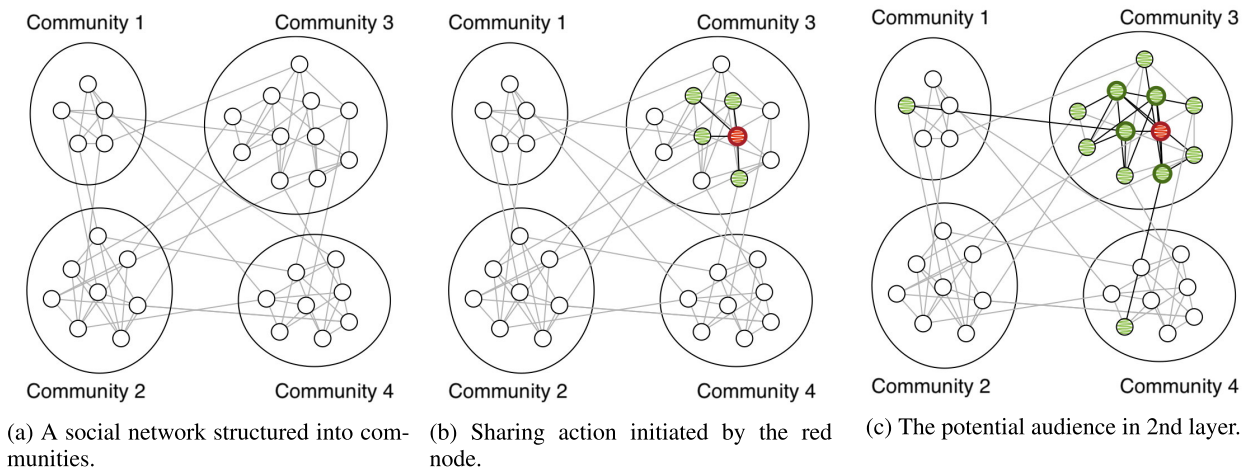 Community 1
Community 3
Community 2
Community 4
(a) A social network structured into com-
munities.
Community 1
Community 3
Community 2
Community 4
(b) Sharing action initiated by the red
node.
Community 1
Community 3
Community 2
Community 4
(c) The potential audience in 2nd layer.